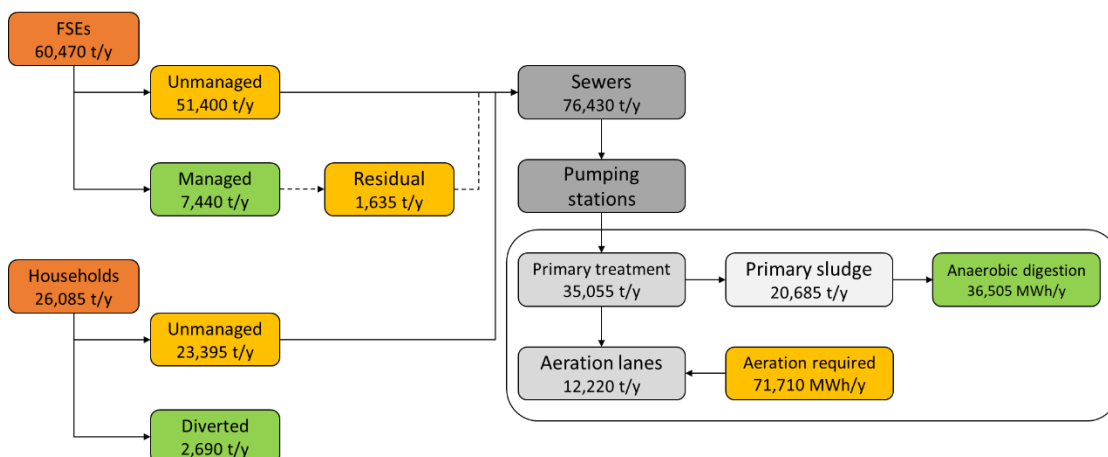 FSEs
60,470 t/y
Unmanaged
51,400 t/y
Sewers
76,430 t/y
Managed
7,440 t/y
Residual
1,635 t/y
Pumping
stations
Households
26,085 t/y
Primary treatment
35,055 t/y
Primary sludge
20,685 t/y
Anaerobic digestion
36,505 MWh/y
Unmanaged
23,395 t/y
Aeration lanes
12,220 t/y
Aeration required
71,710 MWh/y
Diverted
2,690 t/y